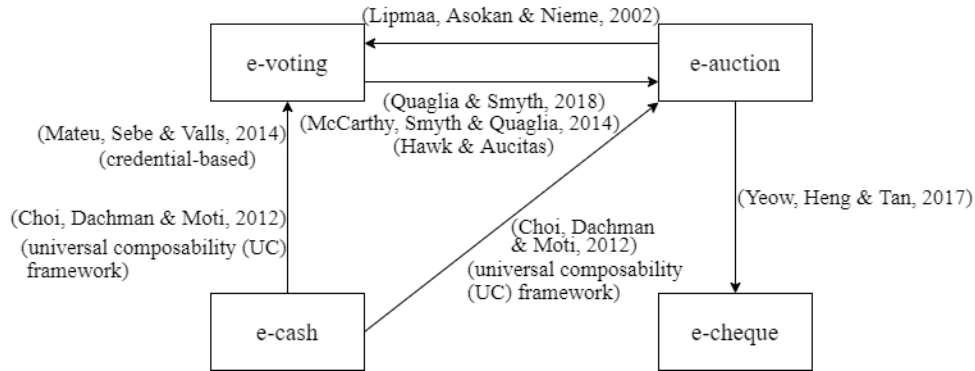 (Lipmaa, Asokan & Nieme, 2002)
e-voting
e-auction
(Quaglia & Smyth, 2018)
(McCarthy, Smyth & Quaglia, 2014)
(Hawk & Aucitas)
(Mateu, Sebe & Valls, 2014)
(credential-based)
(Yeow, Heng & Tan, 2017)
(Choi, Dachman & Moti, 2012)
(universal composability (UC)
framework)
(Choi, Dachman
& Moti, 2012)
(universal composability
(UC) framework)
e-cash
e-cheque